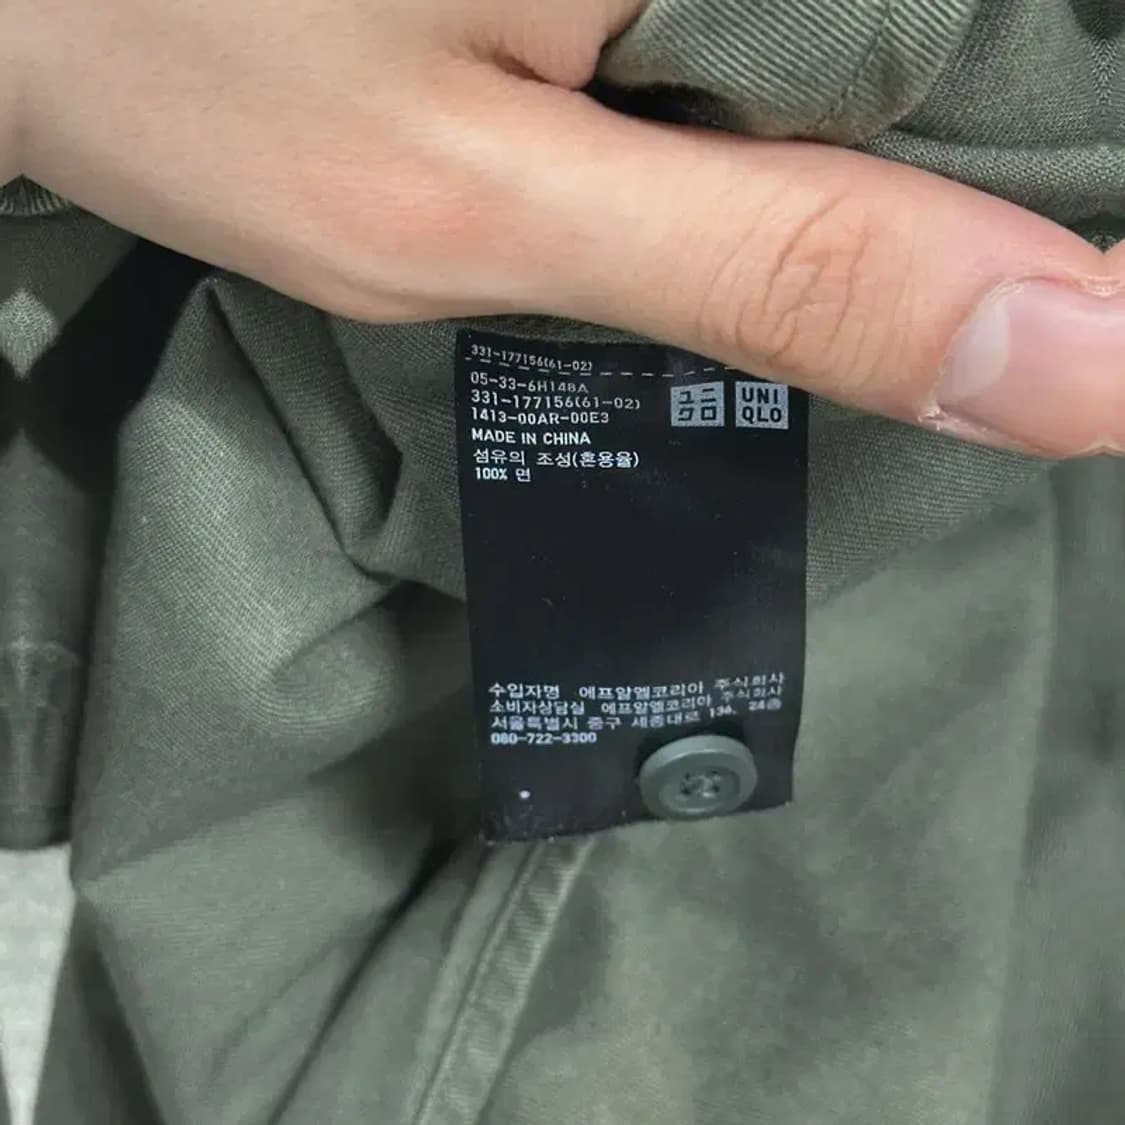 331-177156(61-02)
05-33-6H148A
331-177156(61-02)
1413-00AR-00E3
MADE IN CHINA
섬유의 조성(혼용율)
100% 면
ユニ
クロ
UNI
QLO
수입자명 에프알엘코리아 주식회사
소비자상담실 에프알엘코리아 주식회사
서울특별시 중구 세종대로 136, 24층
080-722-3300